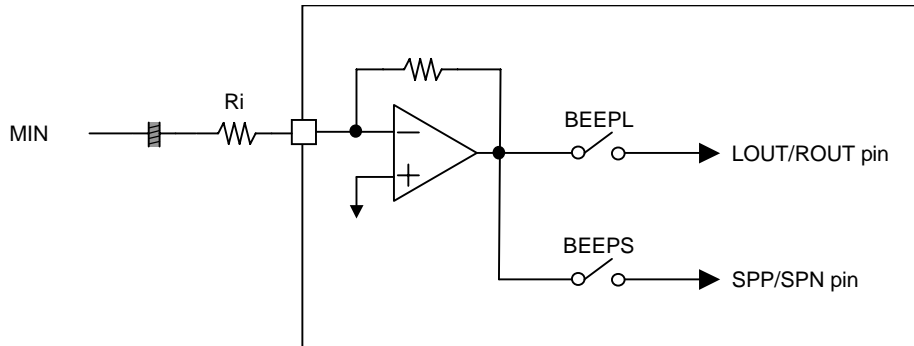 Ri
MIN
BEEPL
LOUT/ROUT pin
BEEPS
SPP/SPN pin